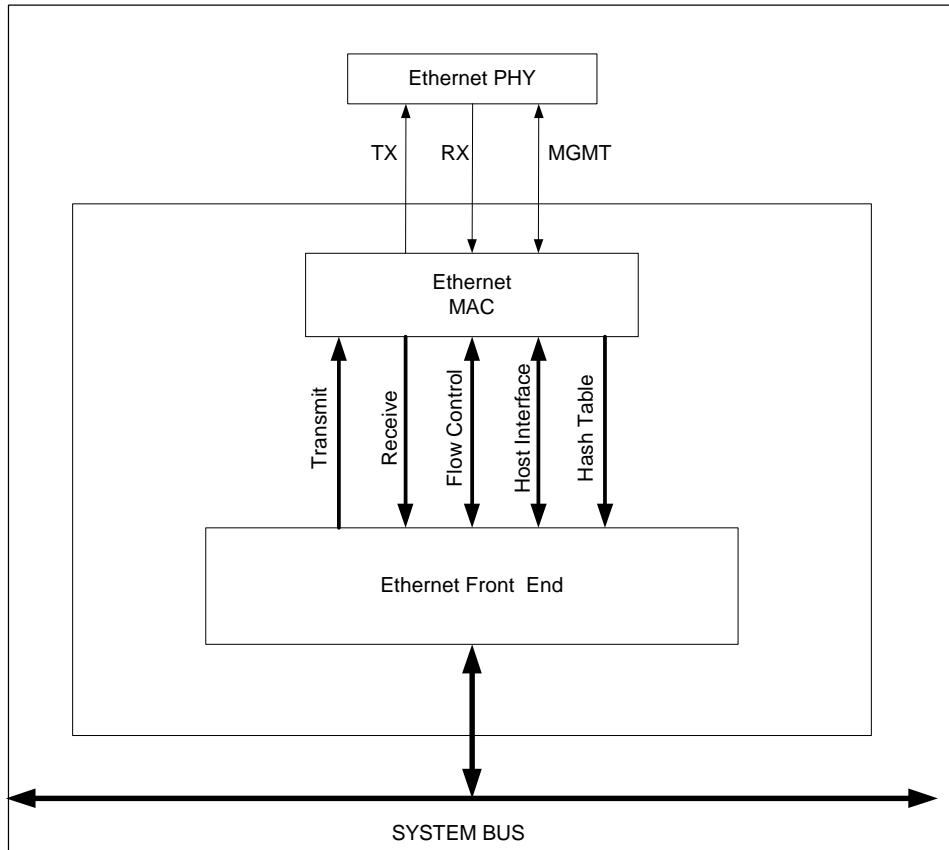 Ethernet PHY
TX
RX
MGMT
Ethernet
MAC
Transmit
Receive
Flow Control
Host Interface
Hash Table
Ethernet Front End
SYSTEM BUS